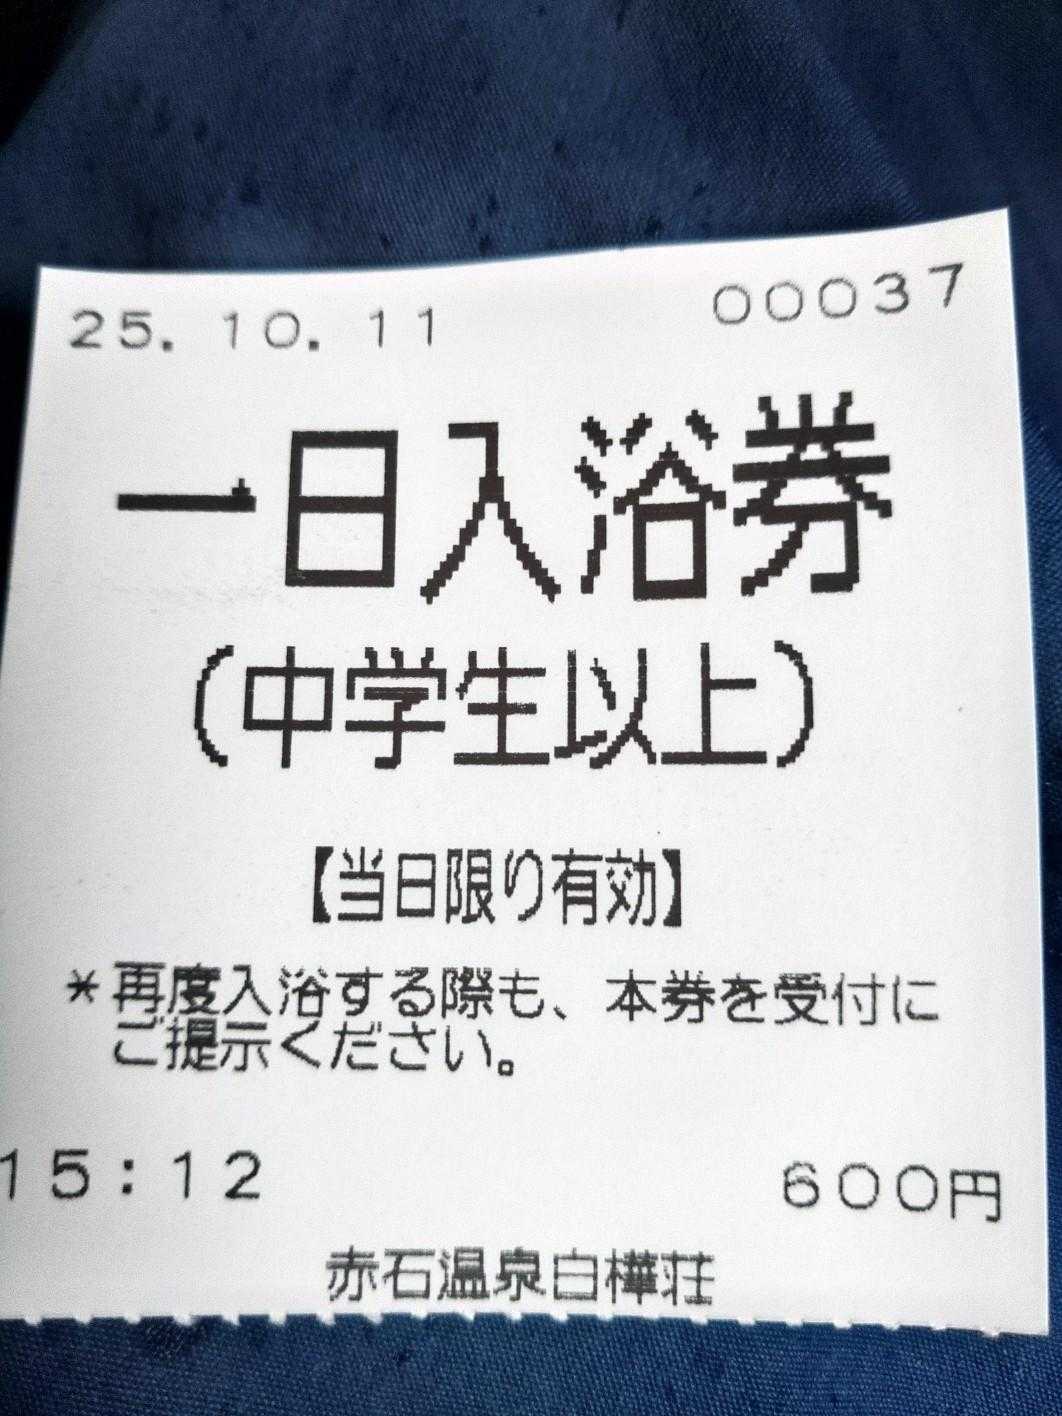 25.10.11 00037
一日入浴券
(中学生以上)
【当日限り有効】
*再度入浴する際も、本券を受付に
ご提示ください。
15:12 600円
赤石温泉白樺荘